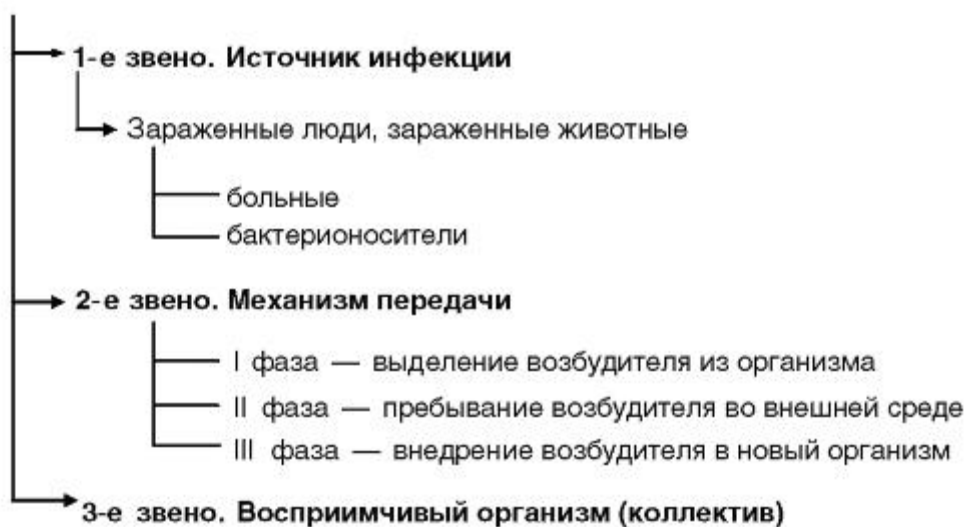 1-е звено. Источник инфекции
Зараженные люди, зараженные животные
больные
бактерионосители
2-е звено. Механизм передачи
I фаза — выделение возбудителя из организма
II фаза — пребывание возбудителя во внешней среде
III фаза — внедрение возбудителя в новый организм
3-е звено. Восприимчивый организм (коллектив)